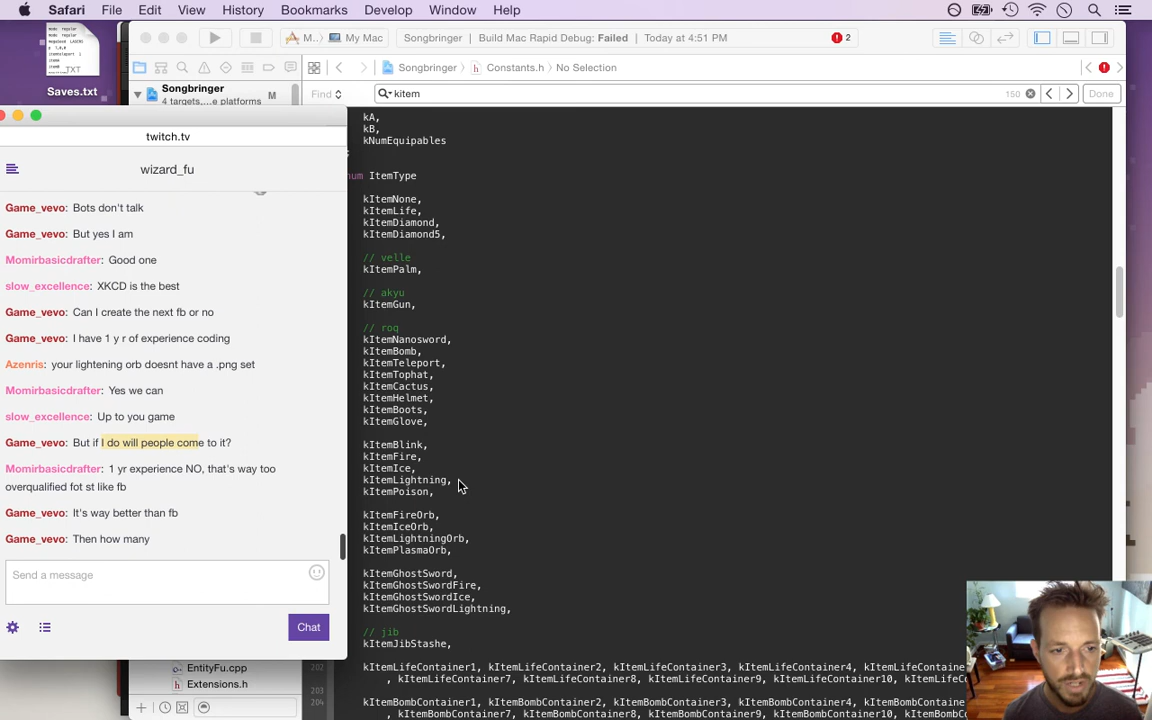 Safari File Edit View History Bookmarks Develop Window Help
Saves.txt
TXT
M.. My Mac
Songbringer | Build Mac Rapid Debug: Failed | Today at 4:51 PM
2
Songbringer
4 targets,...e platforms
M
Songbringer Constants.h No Selection
Find
kitem
150
Done
twitch.tv
wizard_fu
Game_vevo: Bots don't talk
Game_vevo: But yes I am
Momirbasicdrafter: Good one
slow_excellence: XKCD is the best
Game_vevo: Can I create the next fb or no
Game_vevo: I have 1 y r of experience coding
Azenris: your lightening orb doesnt have a .png set
Momirbasicdrafter: Yes we can
slow_excellence: Up to you game
Game_vevo: But if I do will people come to it?
Momirbasicdrafter: 1 yr experience NO, that's way too
overqualified fot st like fb
Game_vevo: It's way better than fb
Game_vevo: Then how many
Send a message
Chat
EntityFu.cpp
Extensions.h
kA,
kB,
kNumEquipables
num ItemType
kItemNone,
kItemLife,
kItemDiamond,
kItemDiamond5,
// velle
kItemPalm,
// akyu
kItemGun,
// roq
kItemNanosword,
kItemBomb,
kItemTeleport,
kItemTophat,
kItemCactus,
kItemHelmet,
kItemBoots,
kItemGlove,
kItemBlink,
kItemFire,
kItemIce,
kItemLightning,
kItemPoison,
kItemFireOrb,
kItemIceOrb,
kItemLightningOrb,
kItemPlasmaOrb,
kItemGhostSword,
kItemGhostSwordFire,
kItemGhostSwordIce,
kItemGhostSwordLightning,
// jib
kItemJibStashe,
202 kItemLifeContainer1, kItemLifeContainer2, kItemLifeContainer3, kItemLifeContainer4, kItemLifeContain
, kItemLifeContainer7, kItemLifeContainer8, kItemLifeContainer9, kItemLifeContainer10, kItemLifeCon
203
204 kItemBombContainer1, kItemBombContainer2, kItemBombContainer3, kItemBombContainer4, kItemBombContain
, kItemBombContainer7, kItemBombContainer8, kItemBombContainer9, kItemBombContainer10, kItemBombCon